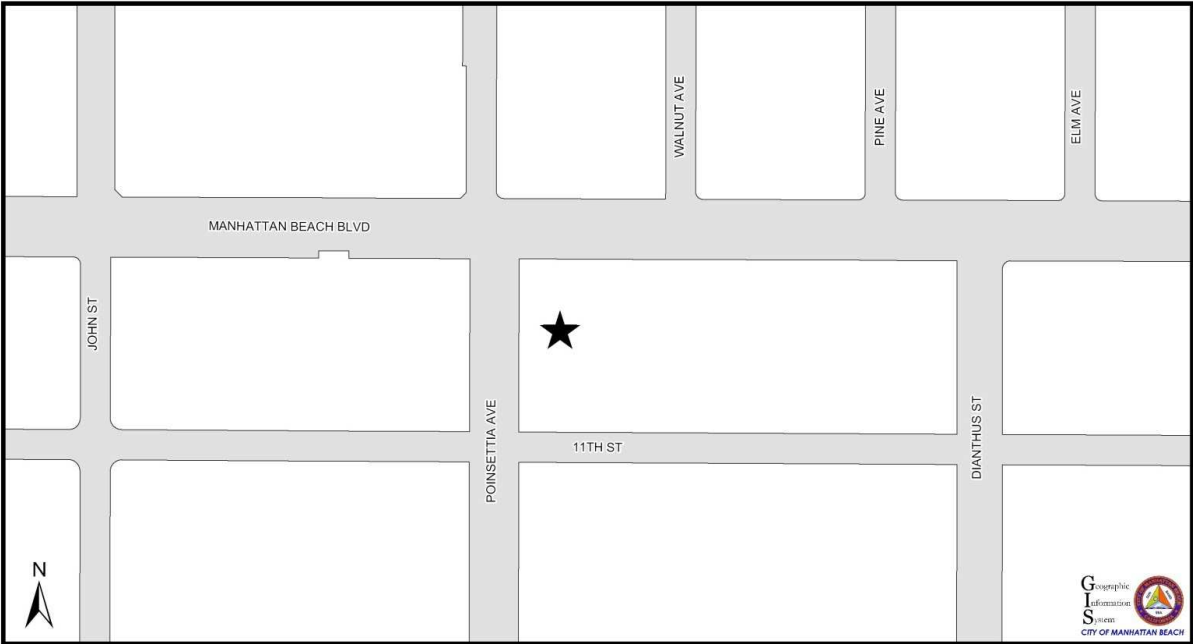 WALNUT AVE
PINE AVE
ELM AVE
MANHATTAN BEACH BLVD
JOHN ST
POINSETTIA AVE
DIANTHUS ST
11TH ST
N
Geographic
Information
System
CITY OF MANHATTAN BEACH